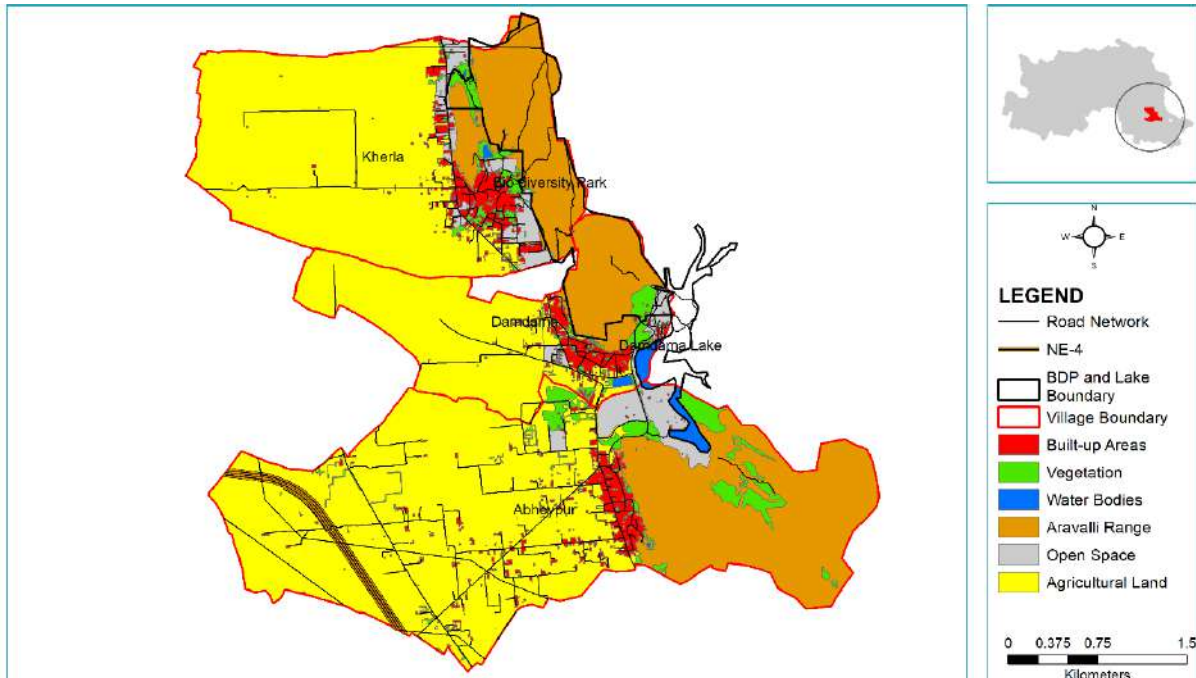 Kherla
Bio diversity Park
Damdama
Damdama Lake
Abheypur
N
W
E
S
LEGEND
Road Network
NE-4
BDP and Lake
Boundary
Village Boundary
Built-up Areas
Vegetation
Water Bodies
Aravalli Range
Open Space
Agricultural Land
0 0.375 0.75 1.5
Kilometers